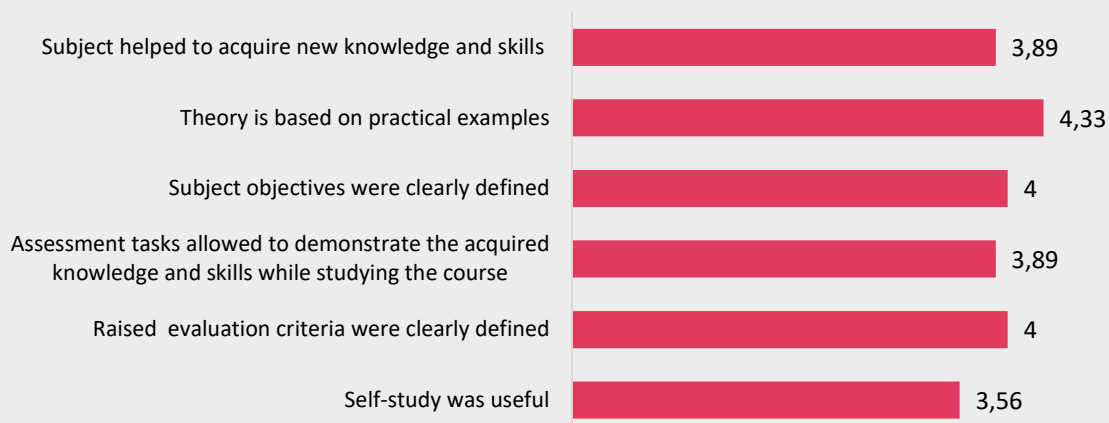 Subject helped to acquire new knowledge and skills 3,89
Theory is based on practical examples 4,33
Subject objectives were clearly defined 4
Assessment tasks allowed to demonstrate the acquired
knowledge and skills while studying the course 3,89
Raised evaluation criteria were clearly defined 4
Self-study was useful 3,56